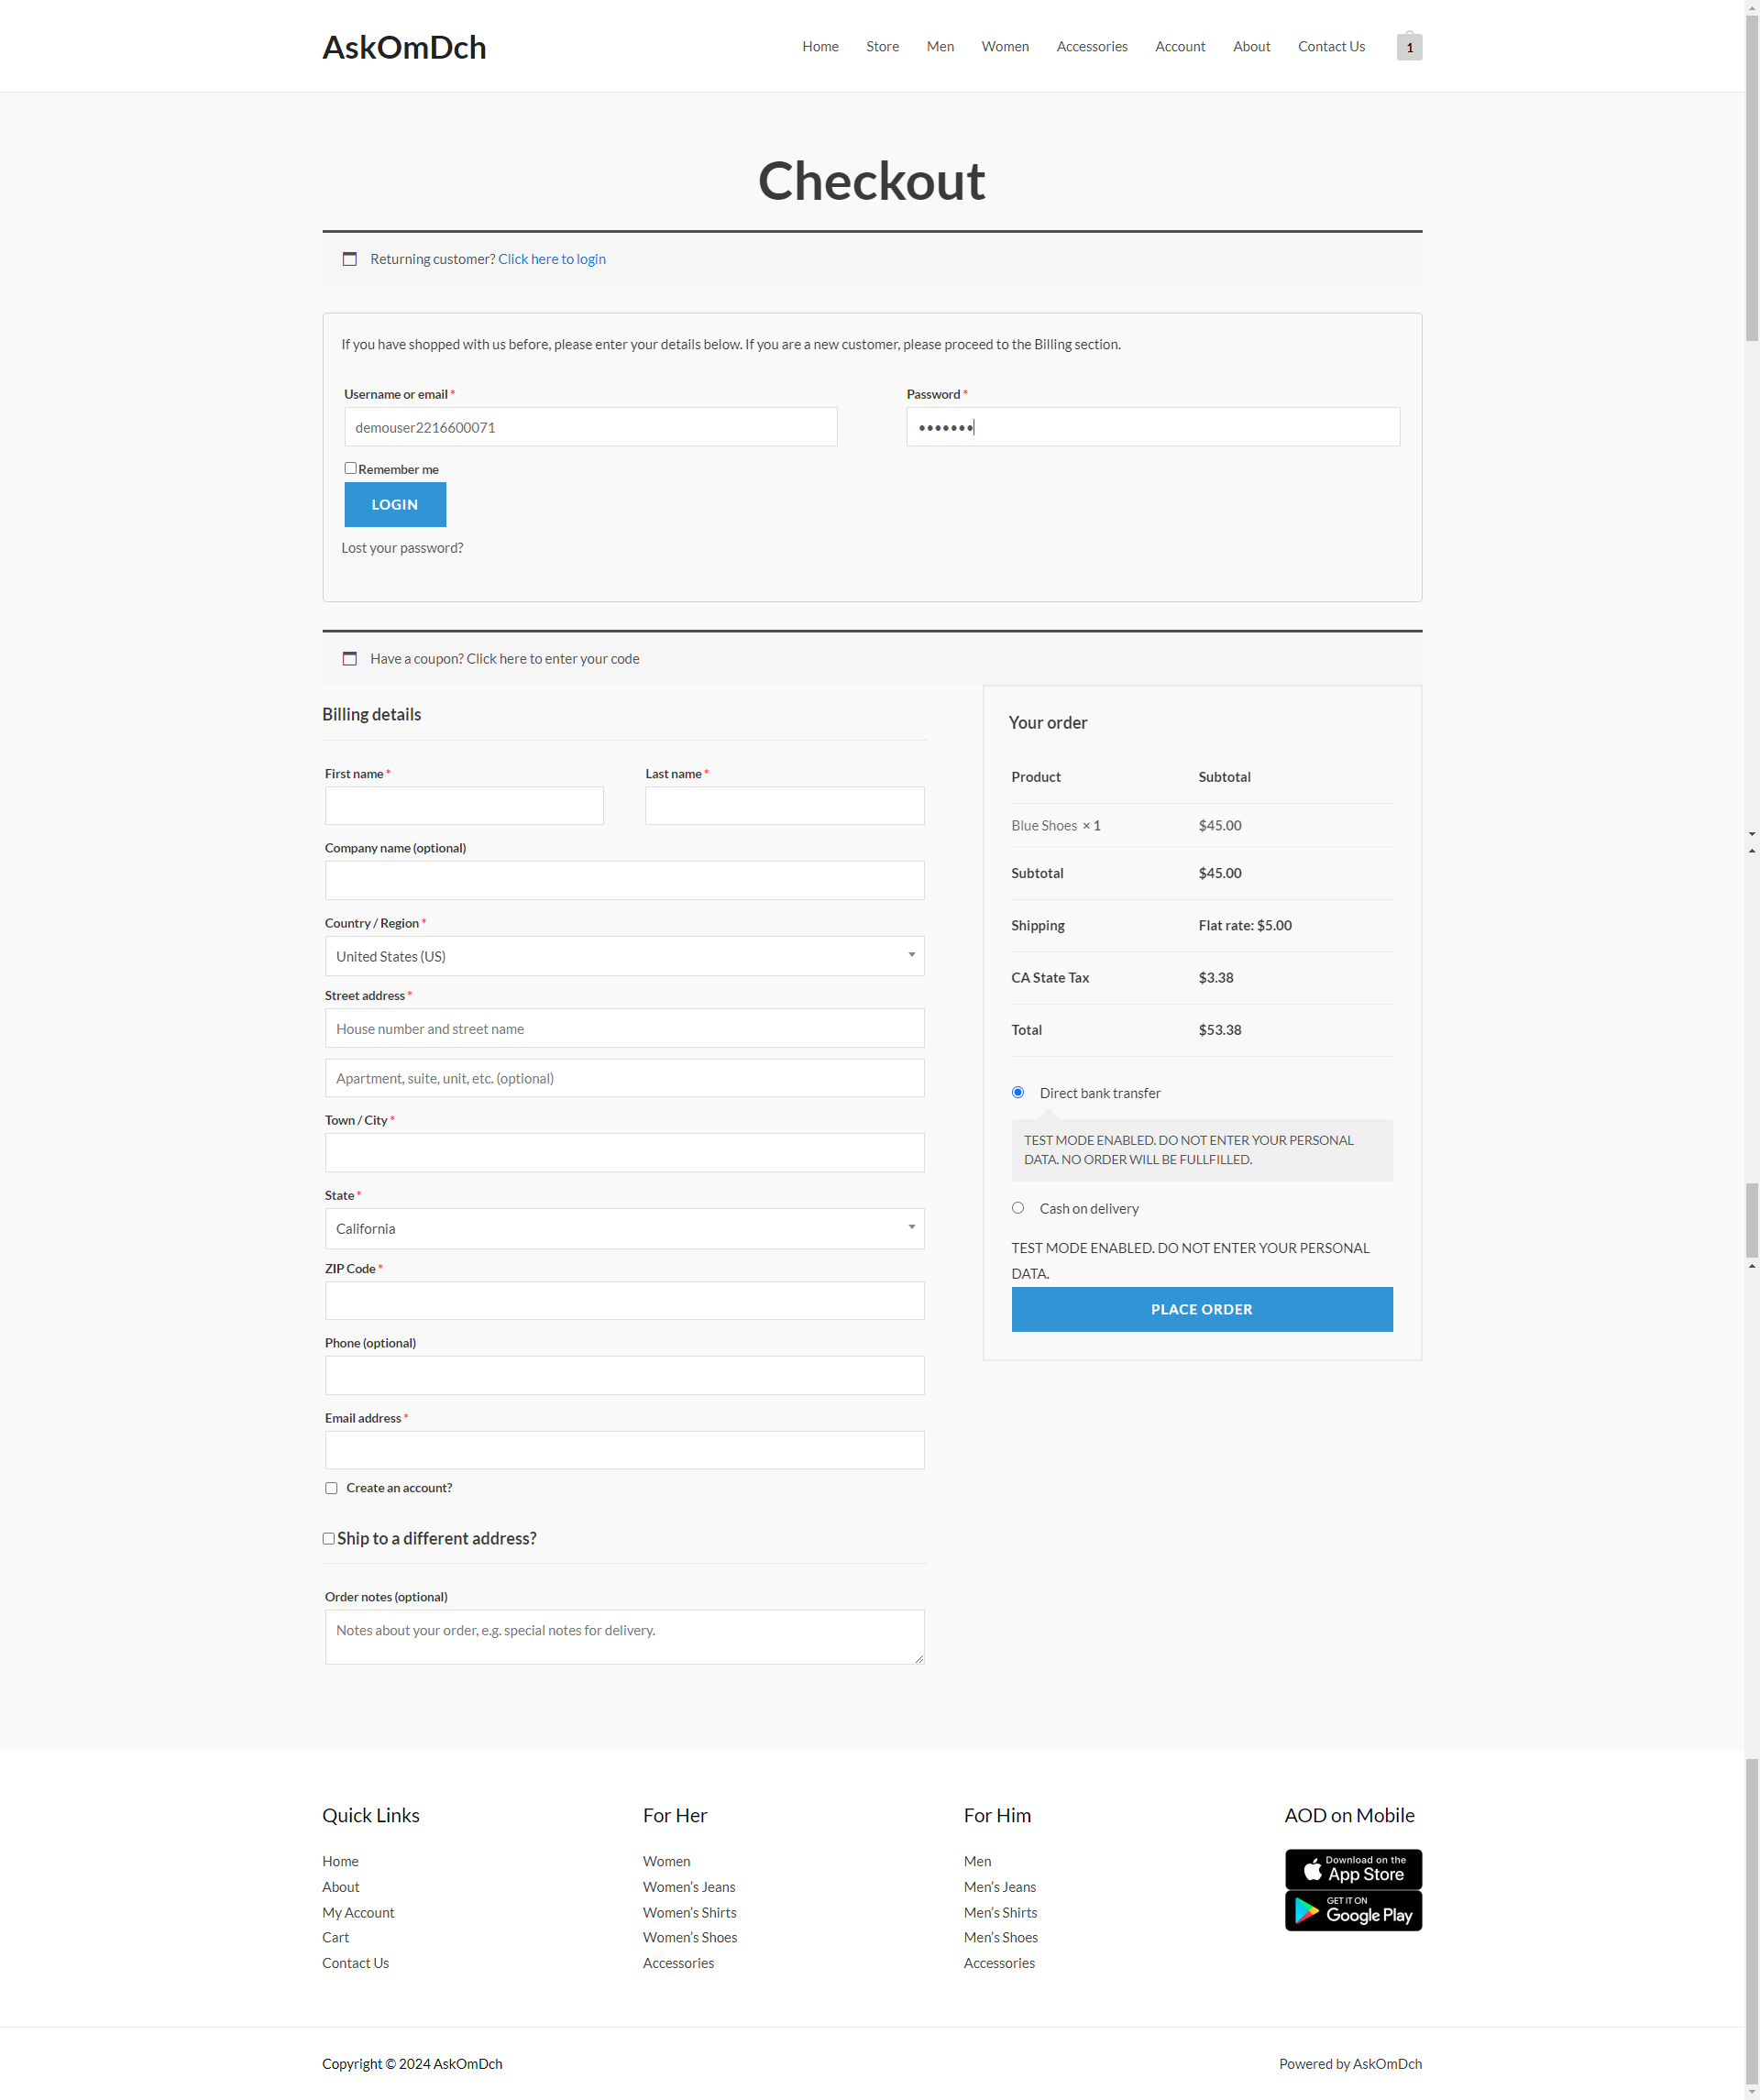 AskOmDch
Home Store Men Women Accessories Account About Contact Us 1
Checkout
Returning customer? Click here to login
If you have shopped with us before, please enter your details below. If you are a new customer, please proceed to the Billing section.
Username or email * Password *
demouser2216600071 •••••••
Remember me
LOGIN
Lost your password?
Have a coupon? Click here to enter your code
Billing details
First name * Last name *
Company name (optional)
Country / Region *
United States (US)
Street address *
House number and street name
Apartment, suite, unit, etc. (optional)
Town / City *
State *
California
ZIP Code *
Phone (optional)
Email address *
Create an account?
Ship to a different address?
Order notes (optional)
Notes about your order, e.g. special notes for delivery.
Your order
Product Subtotal
Blue Shoes × 1 $45.00
Subtotal $45.00
Shipping Flat rate: $5.00
CA State Tax $3.38
Total $53.38
Direct bank transfer
TEST MODE ENABLED. DO NOT ENTER YOUR PERSONAL
DATA. NO ORDER WILL BE FULLFILLED.
Cash on delivery
TEST MODE ENABLED. DO NOT ENTER YOUR PERSONAL
DATA.
PLACE ORDER
Quick Links
Home
About
My Account
Cart
Contact Us
For Her
Women
Women's Jeans
Women's Shirts
Women's Shoes
Accessories
For Him
Men
Men's Jeans
Men's Shirts
Men's Shoes
Accessories
AOD on Mobile
Download on the
App Store
GET IT ON
Google Play
Copyright © 2024 AskOmDch
Powered by AskOmDch